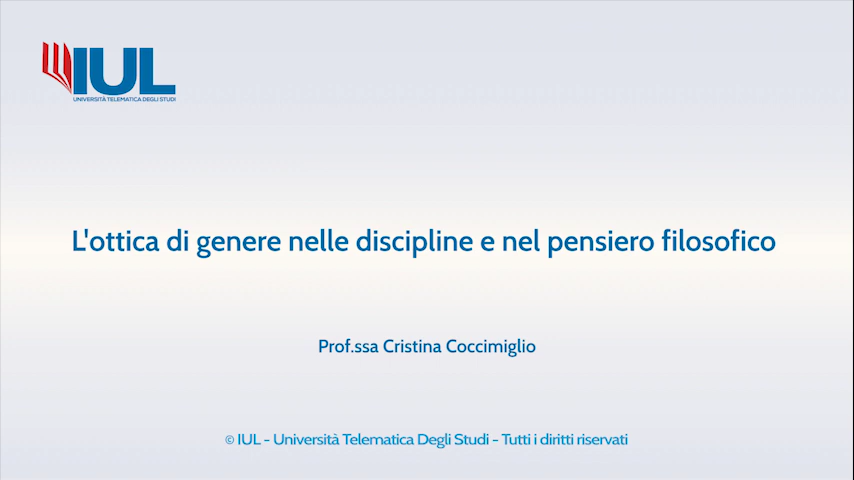 IUL
UNIVERSITÀ TELEMATICA DEGLI STUDI
L'ottica di genere nelle discipline e nel pensiero filosofico
Prof.ssa Cristina Coccimiglio
© IUL - Università Telematica Degli Studi - Tutti i diritti riservati